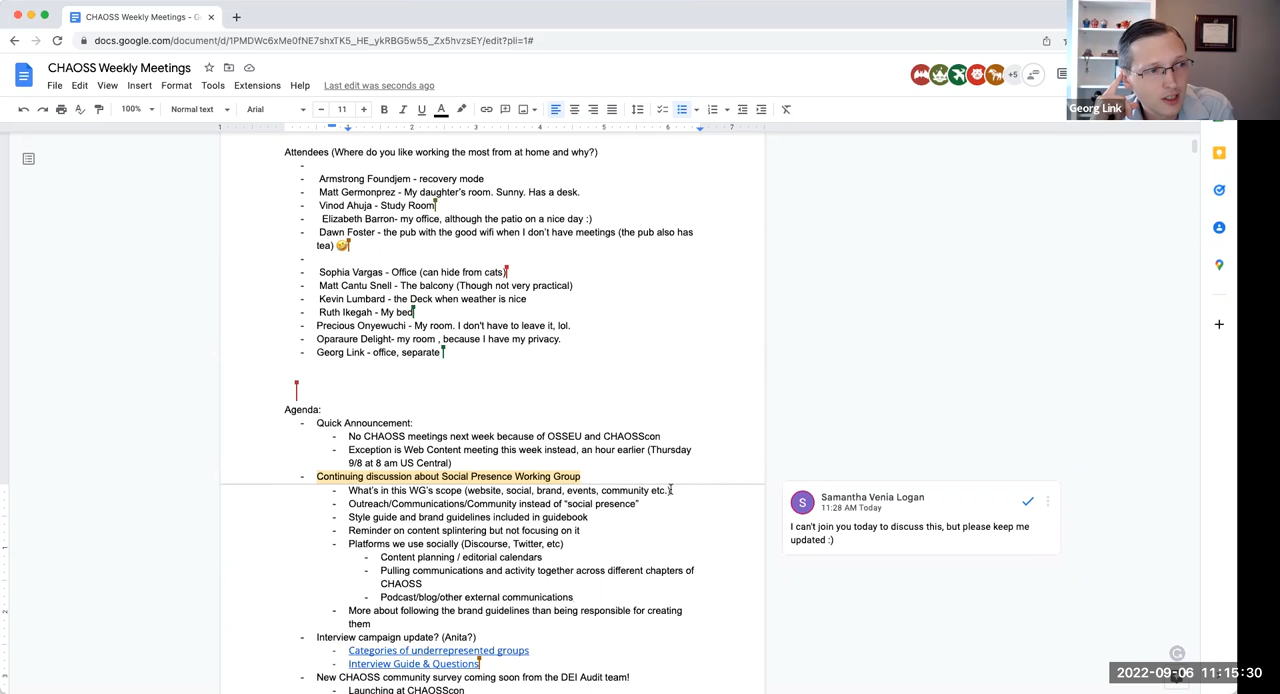 CHAOSS Weekly Meetings - G
docs.google.com/document/d/1PMDWc6xMe0fNE7shxTK5_HE_ykRBG5w55_Zx5hvzsEY/edit?pli=1#
CHAOSS Weekly Meetings
File Edit View Insert Format Tools Extensions Help Last edit was seconds ago
+5
100% Normal text Arial 11
Georg Link
1 2 3 4 5 6 7
Attendees (Where do you like working the most from at home and why?)
-
- Armstrong Foundjem - recovery mode
- Matt Germonprez - My daughter's room. Sunny. Has a desk.
- Vinod Ahuja - Study Room
- Elizabeth Barron- my office, although the patio on a nice day :)
- Dawn Foster - the pub with the good wifi when I don't have meetings (the pub also has
tea) 🤣
-
- Sophia Vargas - Office (can hide from cats)
- Matt Cantu Snell - The balcony (Though not very practical)
- Kevin Lumbard - the Deck when weather is nice
- Ruth Ikegah - My bed
- Precious Onyewuchi - My room. I don't have to leave it, lol.
- Oparaure Delight- my room , because I have my privacy.
- Georg Link - office, separate
Agenda:
- Quick Announcement:
- No CHAOSS meetings next week because of OSSEU and CHAOSScon
- Exception is Web Content meeting this week instead, an hour earlier (Thursday
9/8 at 8 am US Central)
- Continuing discussion about Social Presence Working Group
- What's in this WG's scope (website, social, brand, events, community etc.)
- Outreach/Communications/Community instead of "social presence"
- Style guide and brand guidelines included in guidebook
- Reminder on content splintering but not focusing on it
- Platforms we use socially (Discourse, Twitter, etc)
- Content planning / editorial calendars
- Pulling communications and activity together across different chapters of
CHAOSS
- Podcast/blog/other external communications
- More about following the brand guidelines than being responsible for creating
them
- Interview campaign update? (Anita?)
- Categories of underrepresented groups
- Interview Guide & Questions
- New CHAOSS community survey coming soon from the DEI Audit team!
- Launching at CHAOSScon
S
Samantha Venia Logan
11:28 AM Today
I can't join you today to discuss this, but please keep me
updated :)
2022-09-06 11:15:30